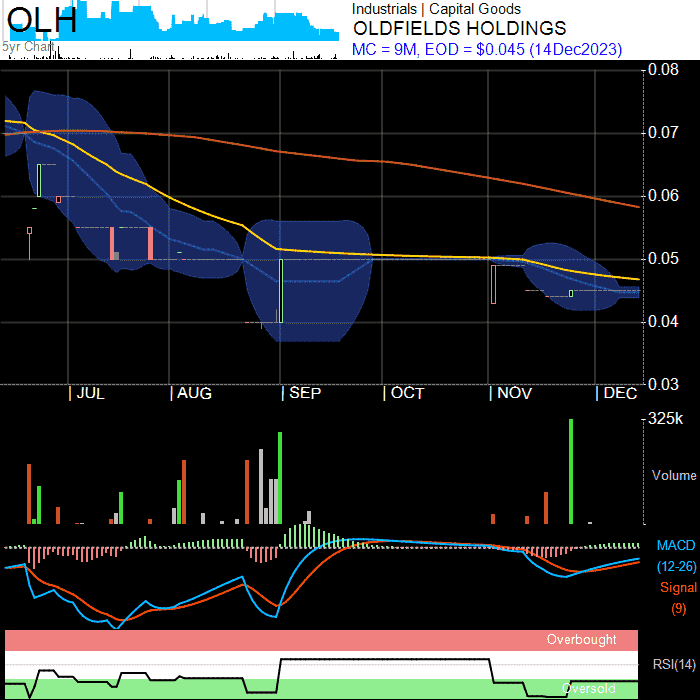 OLH
5yr Chart
Industrials | Capital Goods
OLDFIELDS HOLDINGS
MC = 9M, EOD = $0.045 (14Dec2023)
0.08
0.07
0.06
0.05
0.04
0.03
JUL AUG SEP OCT NOV DEC
325k
Volume
MACD
(12-26)
Signal
(9)
Overbought
RSI(14)
Oversold